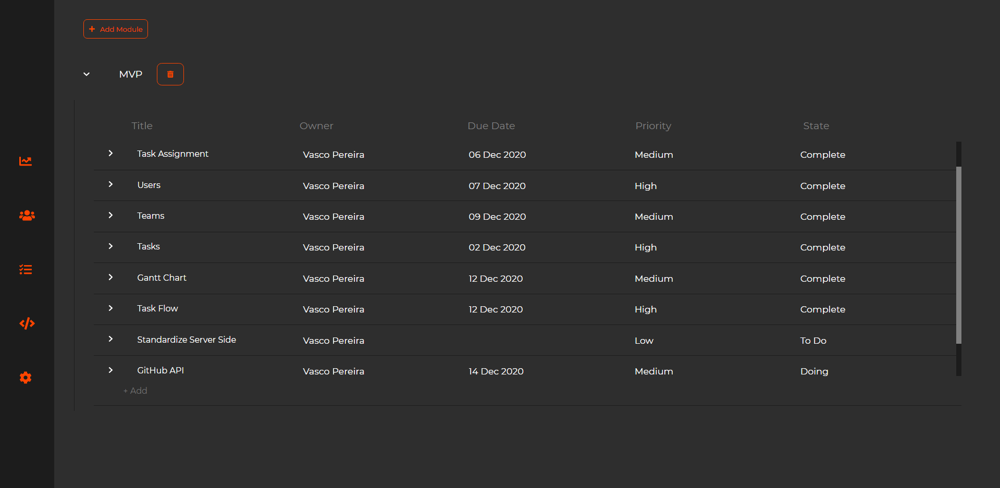 + Add Module
MVP
Title Owner Due Date Priority State
Task Assignment Vasco Pereira 06 Dec 2020 Medium Complete
Users Vasco Pereira 07 Dec 2020 High Complete
Teams Vasco Pereira 09 Dec 2020 Medium Complete
Tasks Vasco Pereira 02 Dec 2020 High Complete
Gantt Chart Vasco Pereira 12 Dec 2020 Medium Complete
Task Flow Vasco Pereira 12 Dec 2020 High Complete
Standardize Server Side Vasco Pereira Low To Do
GitHub API Vasco Pereira 14 Dec 2020 Medium Doing
+ Add